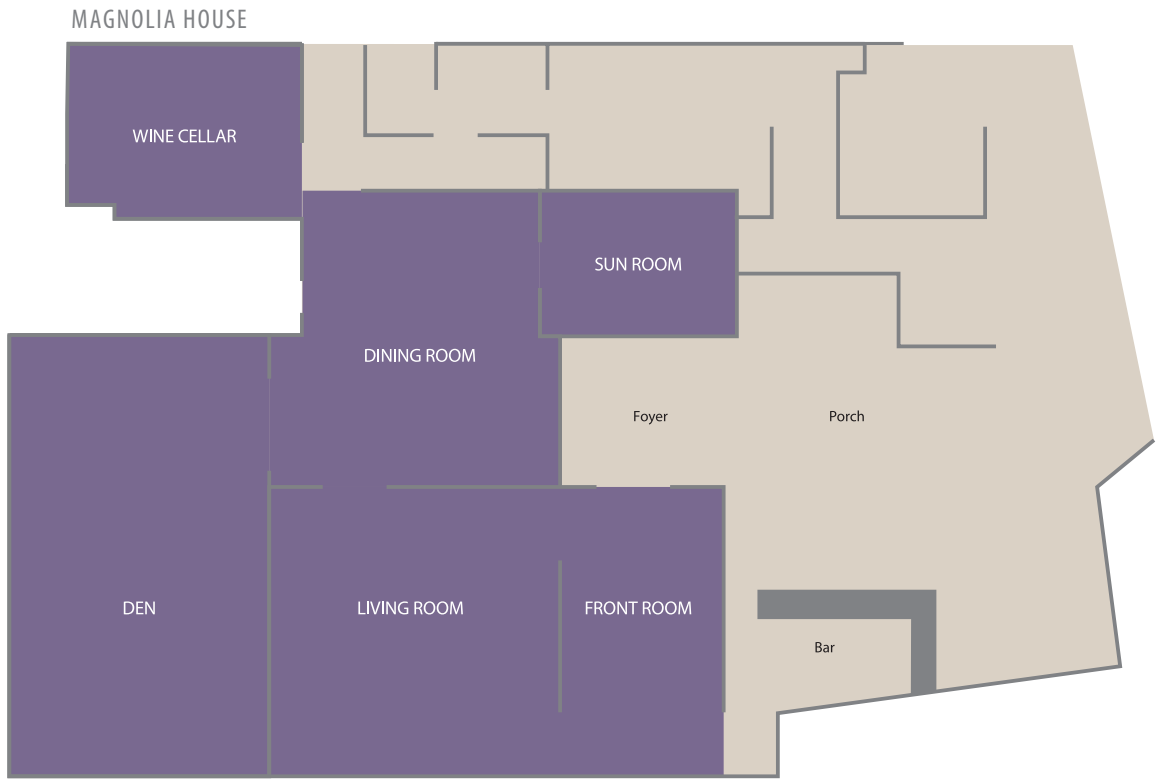 MAGNOLIA HOUSE
WINE CELLAR
SUN ROOM
DINING ROOM
Foyer
Porch
DEN
LIVING ROOM
FRONT ROOM
Bar